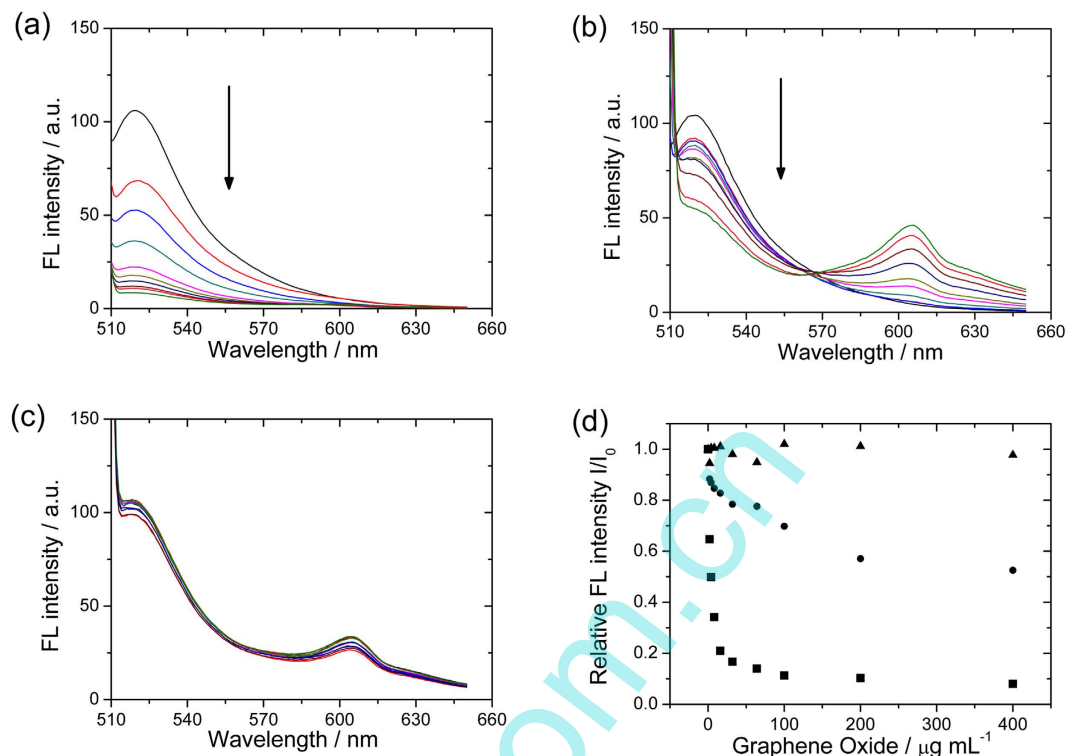 (a)
150
100
50
0
FL intensity / a.u.
510 540 570 600 630 660
Wavelength / nm
(b)
150
100
50
0
FL intensity / a.u.
510 540 570 600 630 660
Wavelength / nm
(c)
150
100
50
0
FL intensity / a.u.
510 540 570 600 630 660
Wavelength / nm
(d)
1.0
0.8
0.6
0.4
0.2
0.0
Relative FL intensity I/I₀
0 100 200 300 400
Graphene Oxide / μg mL⁻¹
om.cn